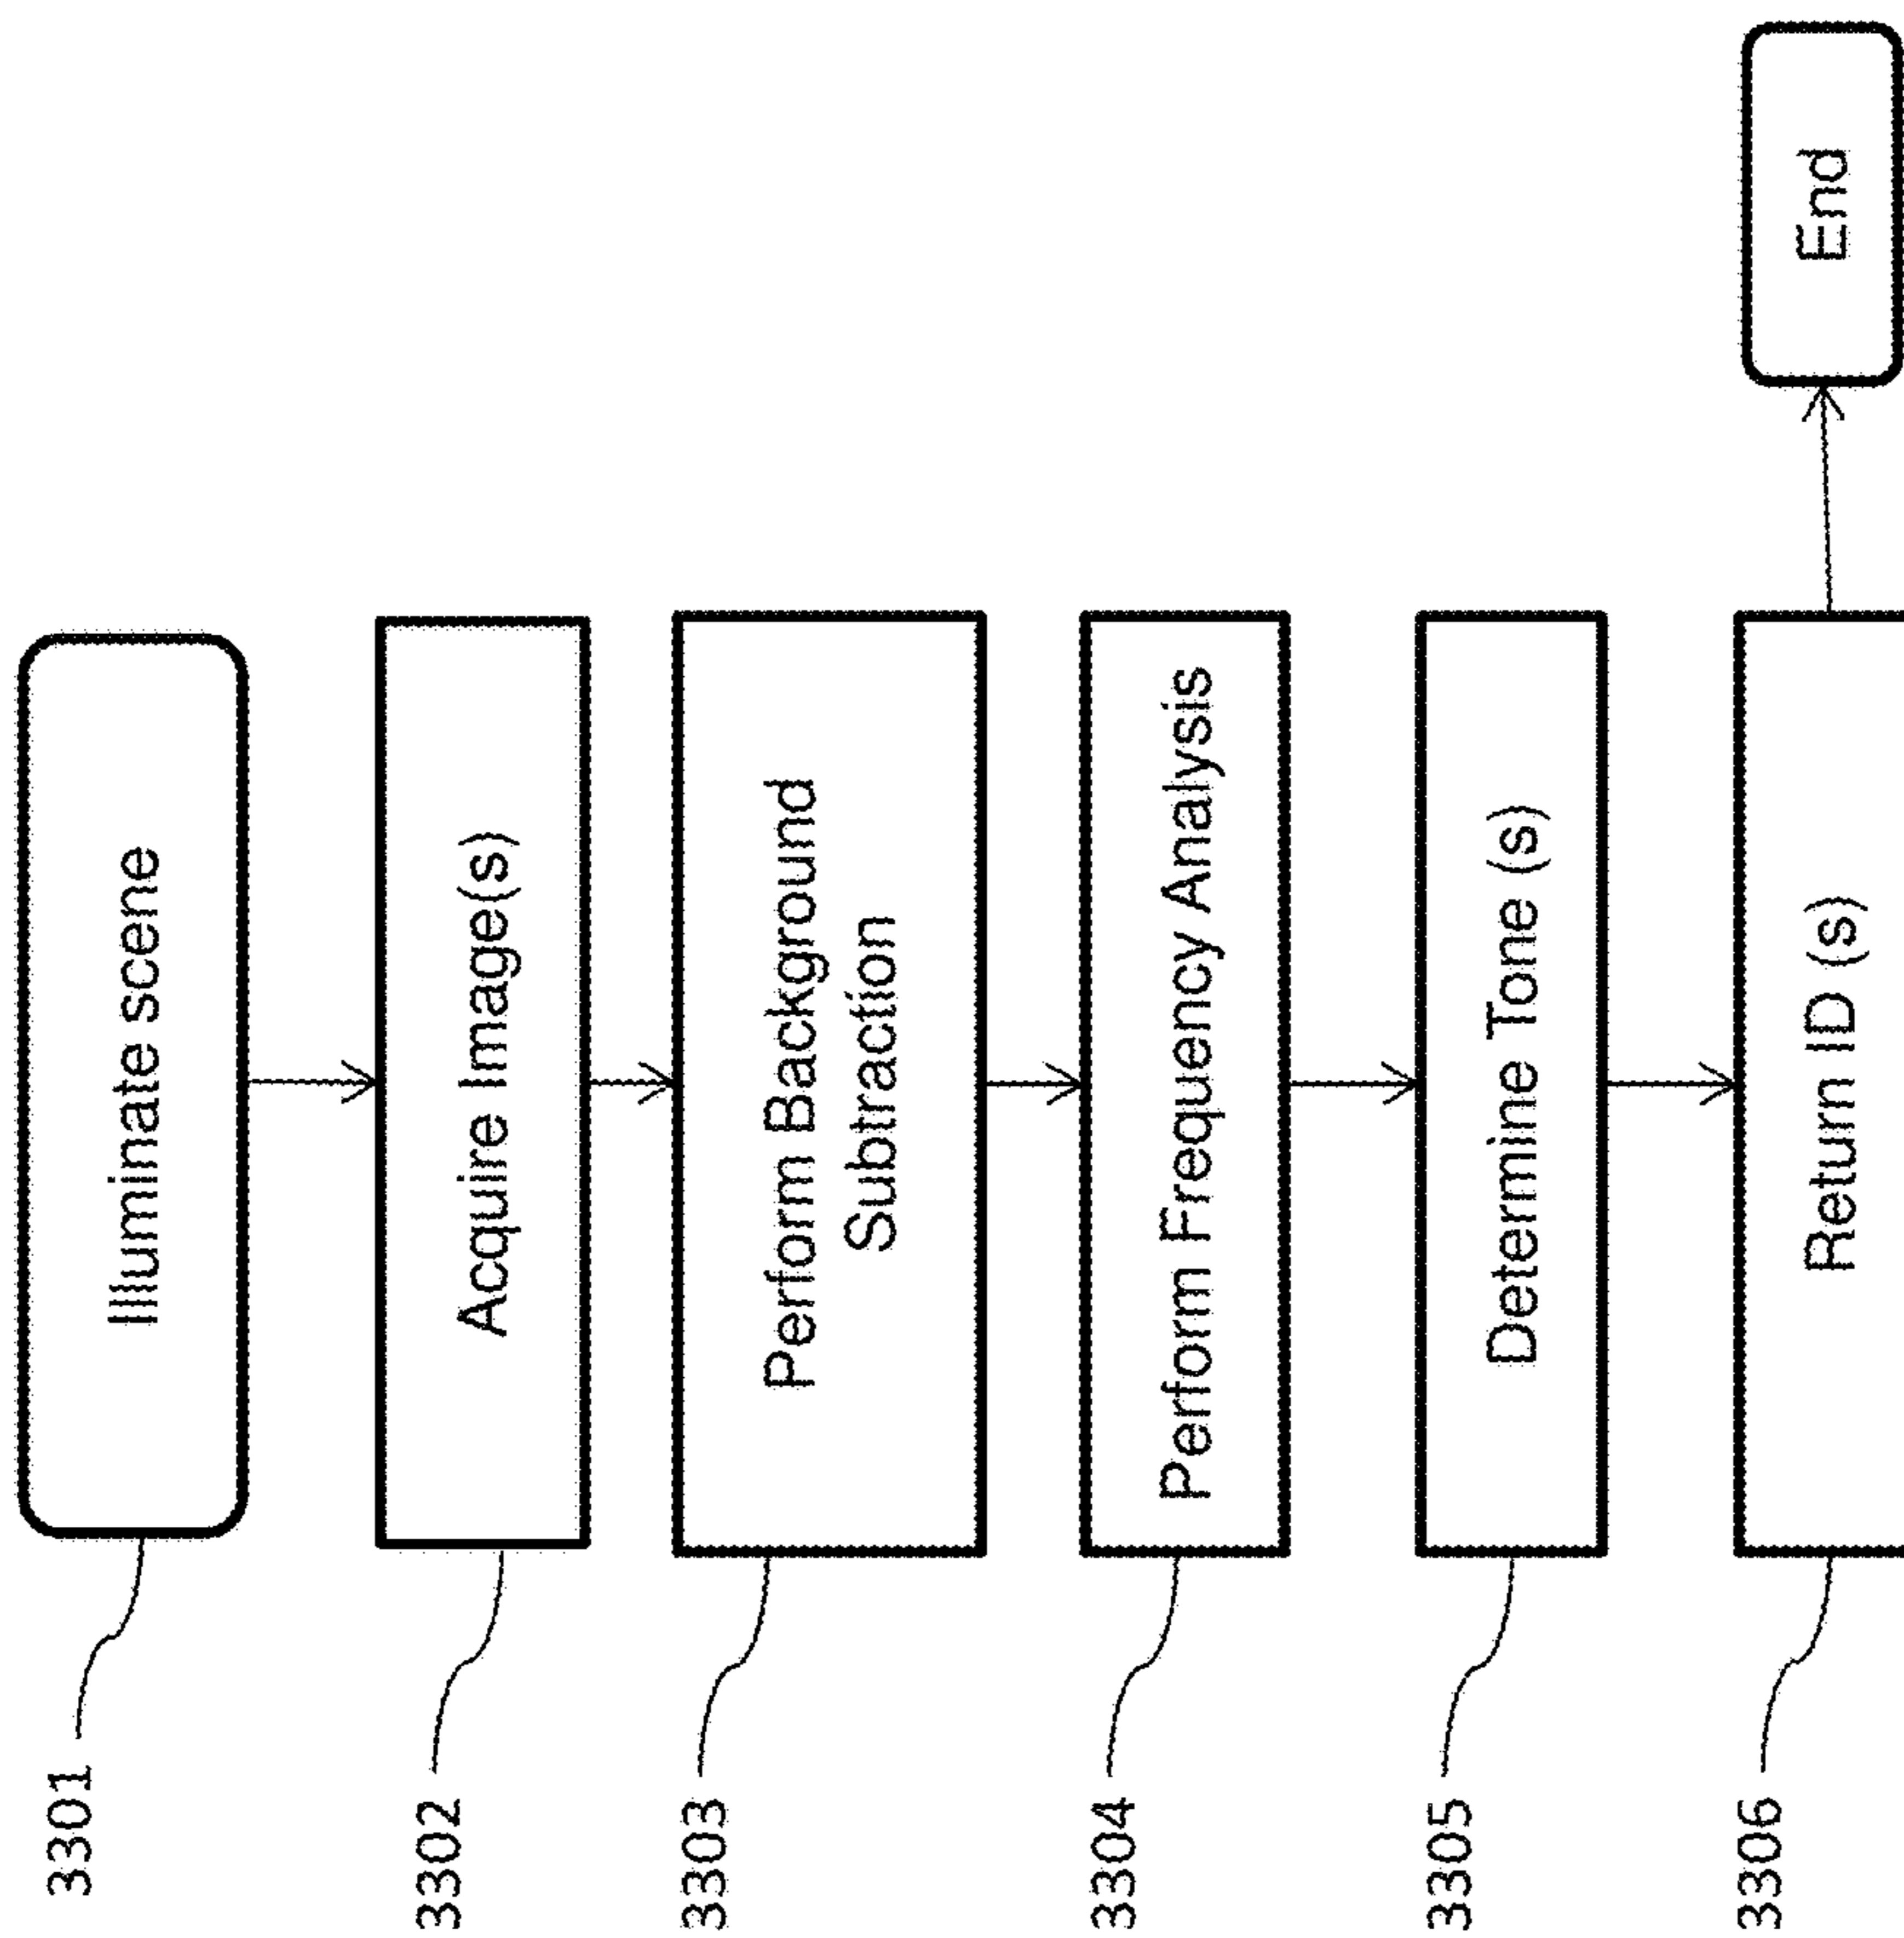 3301
Illuminate scene
3302
Acquire Image(s)
3303
Perform Background
Subtraction
3304
Perform Frequency Analysis
3305
Determine Tone (s)
3306
Return ID (s)
End